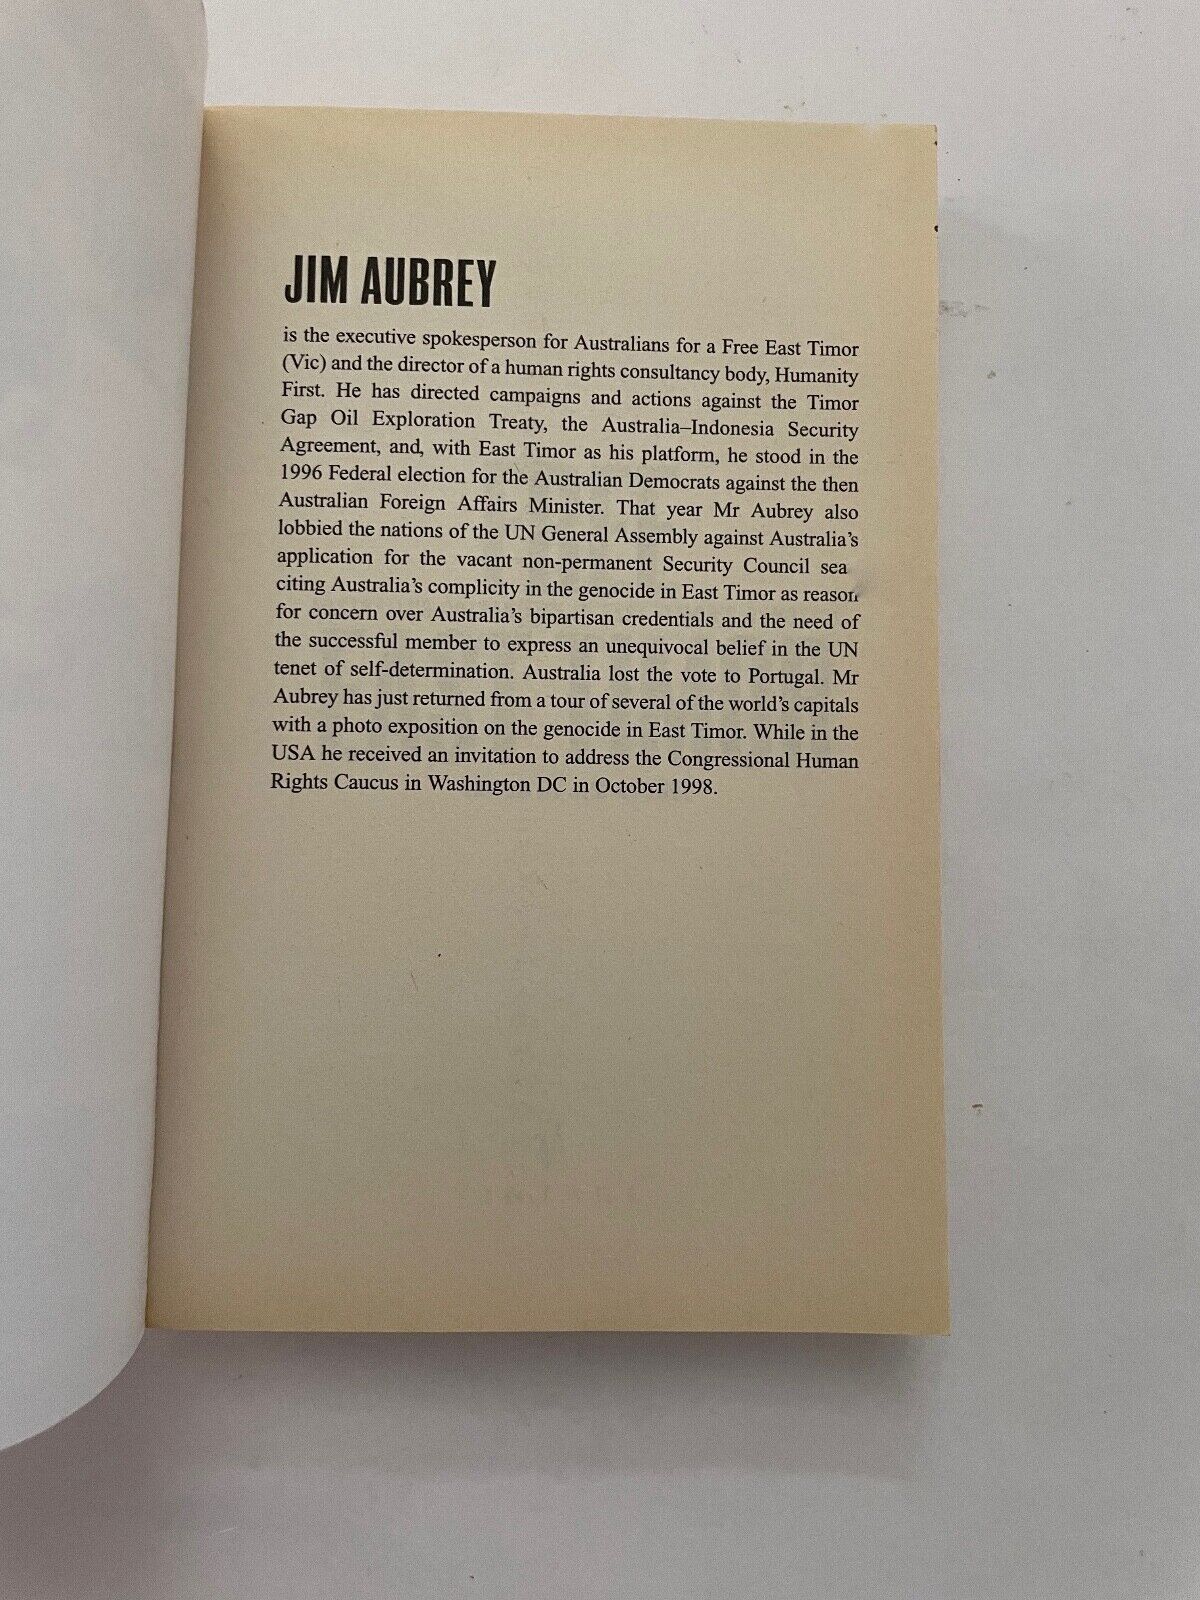 JIM AUBREY
is the executive spokesperson for Australians for a Free East Timor
(Vic) and the director of a human rights consultancy body, Humanity
First. He has directed campaigns and actions against the Timor
Gap Oil Exploration Treaty, the Australia–Indonesia Security
Agreement, and, with East Timor as his platform, he stood in the
1996 Federal election for the Australian Democrats against the then
Australian Foreign Affairs Minister. That year Mr Aubrey also
lobbied the nations of the UN General Assembly against Australia's
application for the vacant non-permanent Security Council sea
citing Australia's complicity in the genocide in East Timor as reason
for concern over Australia's bipartisan credentials and the need of
the successful member to express an unequivocal belief in the UN
tenet of self-determination. Australia lost the vote to Portugal. Mr
Aubrey has just returned from a tour of several of the world's capitals
with a photo exposition on the genocide in East Timor. While in the
USA he received an invitation to address the Congressional Human
Rights Caucus in Washington DC in October 1998.